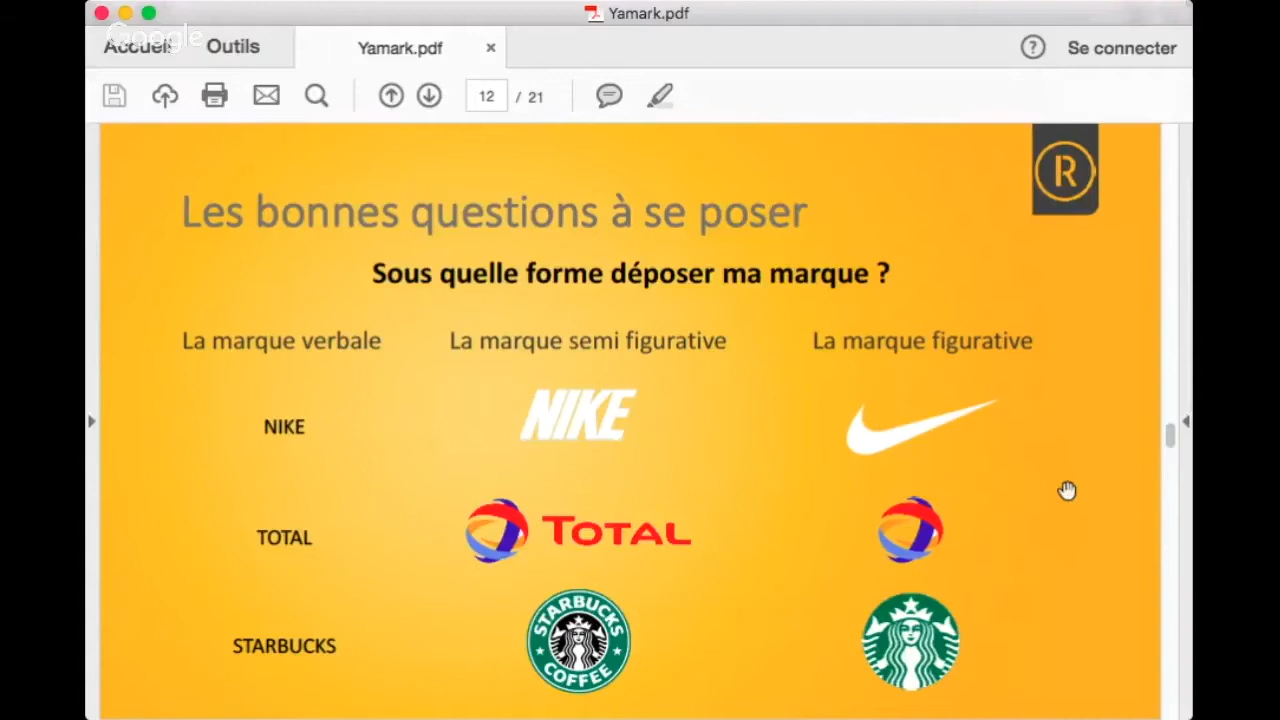 Yamark.pdf
Google
Accueil Outils Yamark.pdf × ? Se connecter
12 / 21
R
Les bonnes questions à se poser
Sous quelle forme déposer ma marque ?
La marque verbale La marque semi figurative La marque figurative
NIKE NIKE
TOTAL TOTAL
STARBUCKS STARBUCKS COFFEE